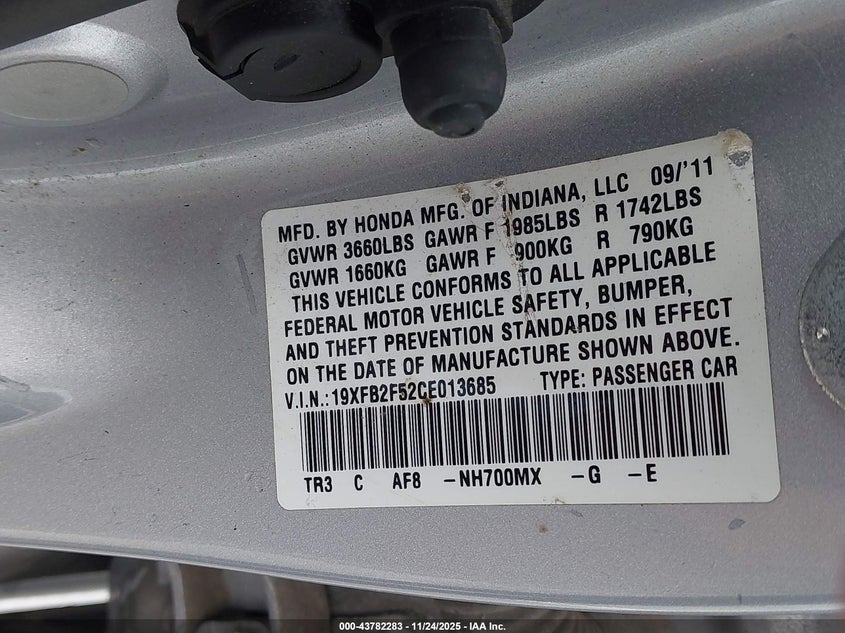 MFD. BY HONDA MFG. OF INDIANA, LLC 09/'11
GVWR 3660LBS GAWR F 1985LBS R 1742LBS
GVWR 1660KG GAWR F 900KG R 790KG
THIS VEHICLE CONFORMS TO ALL APPLICABLE
FEDERAL MOTOR VEHICLE SAFETY, BUMPER,
AND THEFT PREVENTION STANDARDS IN EFFECT
ON THE DATE OF MANUFACTURE SHOWN ABOVE.
V.I.N.:19XFB2F52CE013685 TYPE: PASSENGER CAR
TR3 C AF8 -NH700MX -G -E
000-43782283 - 11/24/2025 - IAA Inc.